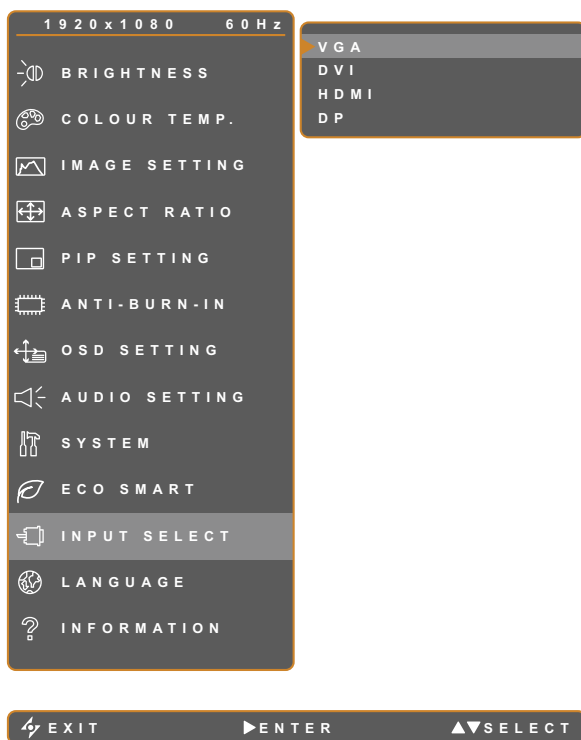 1920x1080 60Hz
BRIGHTNESS
COLOUR TEMP.
IMAGE SETTING
ASPECT RATIO
PIP SETTING
ANTI-BURN-IN
OSD SETTING
AUDIO SETTING
SYSTEM
ECO SMART
INPUT SELECT
LANGUAGE
INFORMATION
VGA
DVI
HDMI
DP
EXIT ENTER SELECT